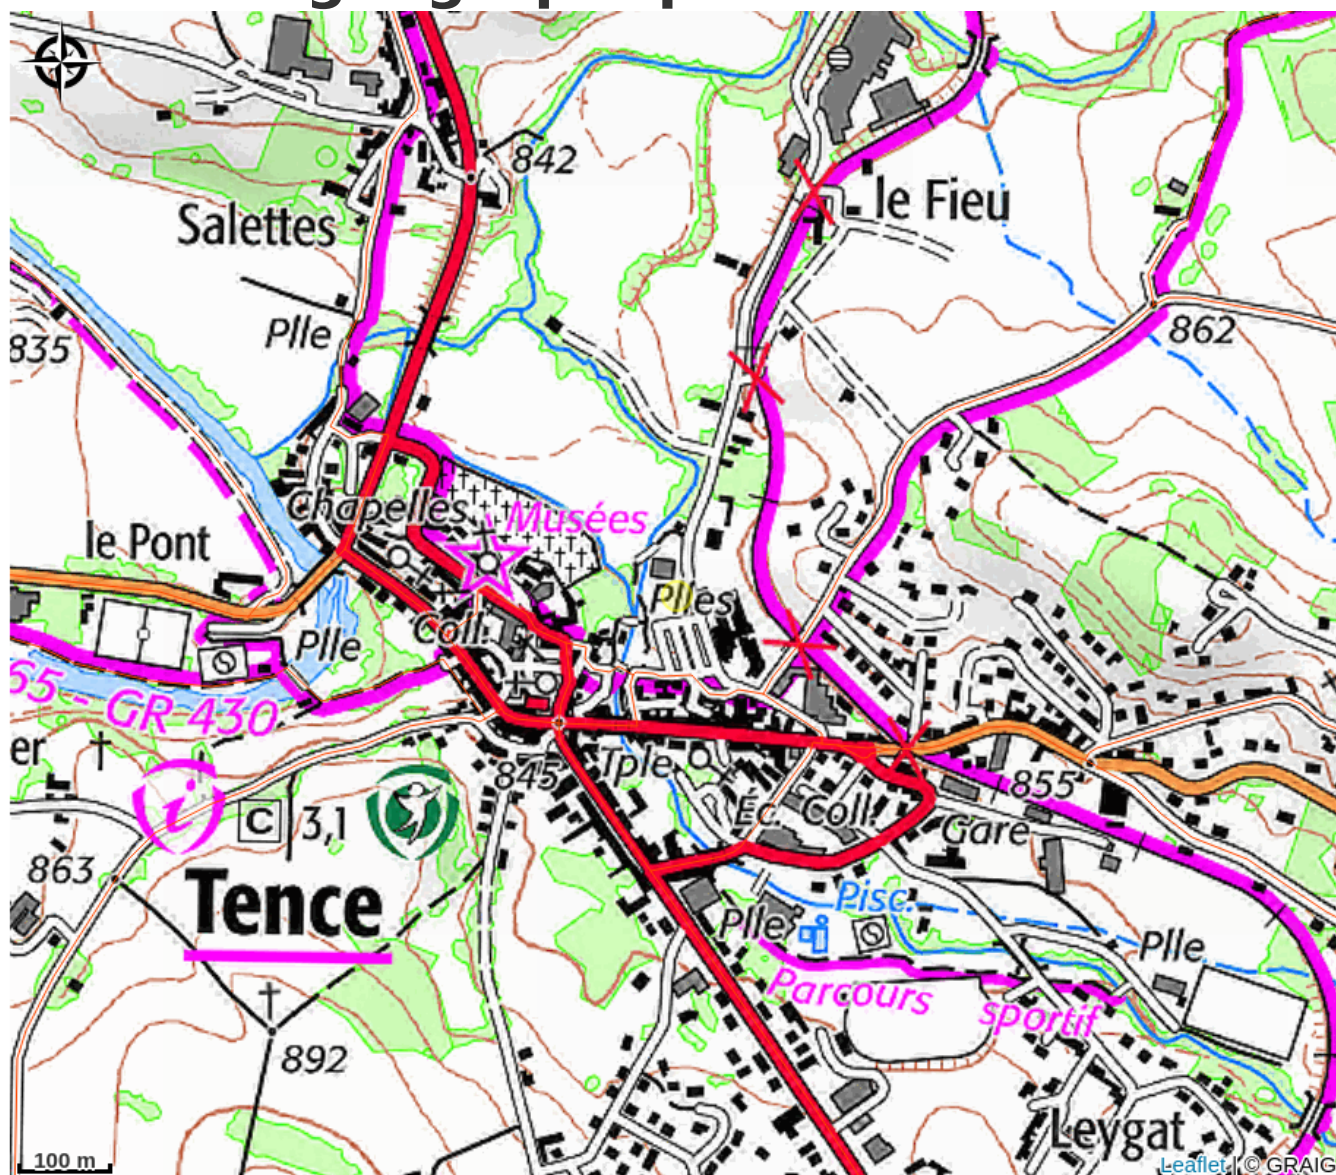 842
le Fieu
Salettes
Plle
835
862
Chapelles
Musées
le Pont
Plles
Coll.
Plle
65 - GR 430
er
845
Tple
855
i
C
3,1
Éc.
Coll.
Gare
863
Tence
Pisc.
Plle
Plle
Parcours
sportif
892
Leygat
100 m
Leaflet | © GRAIG